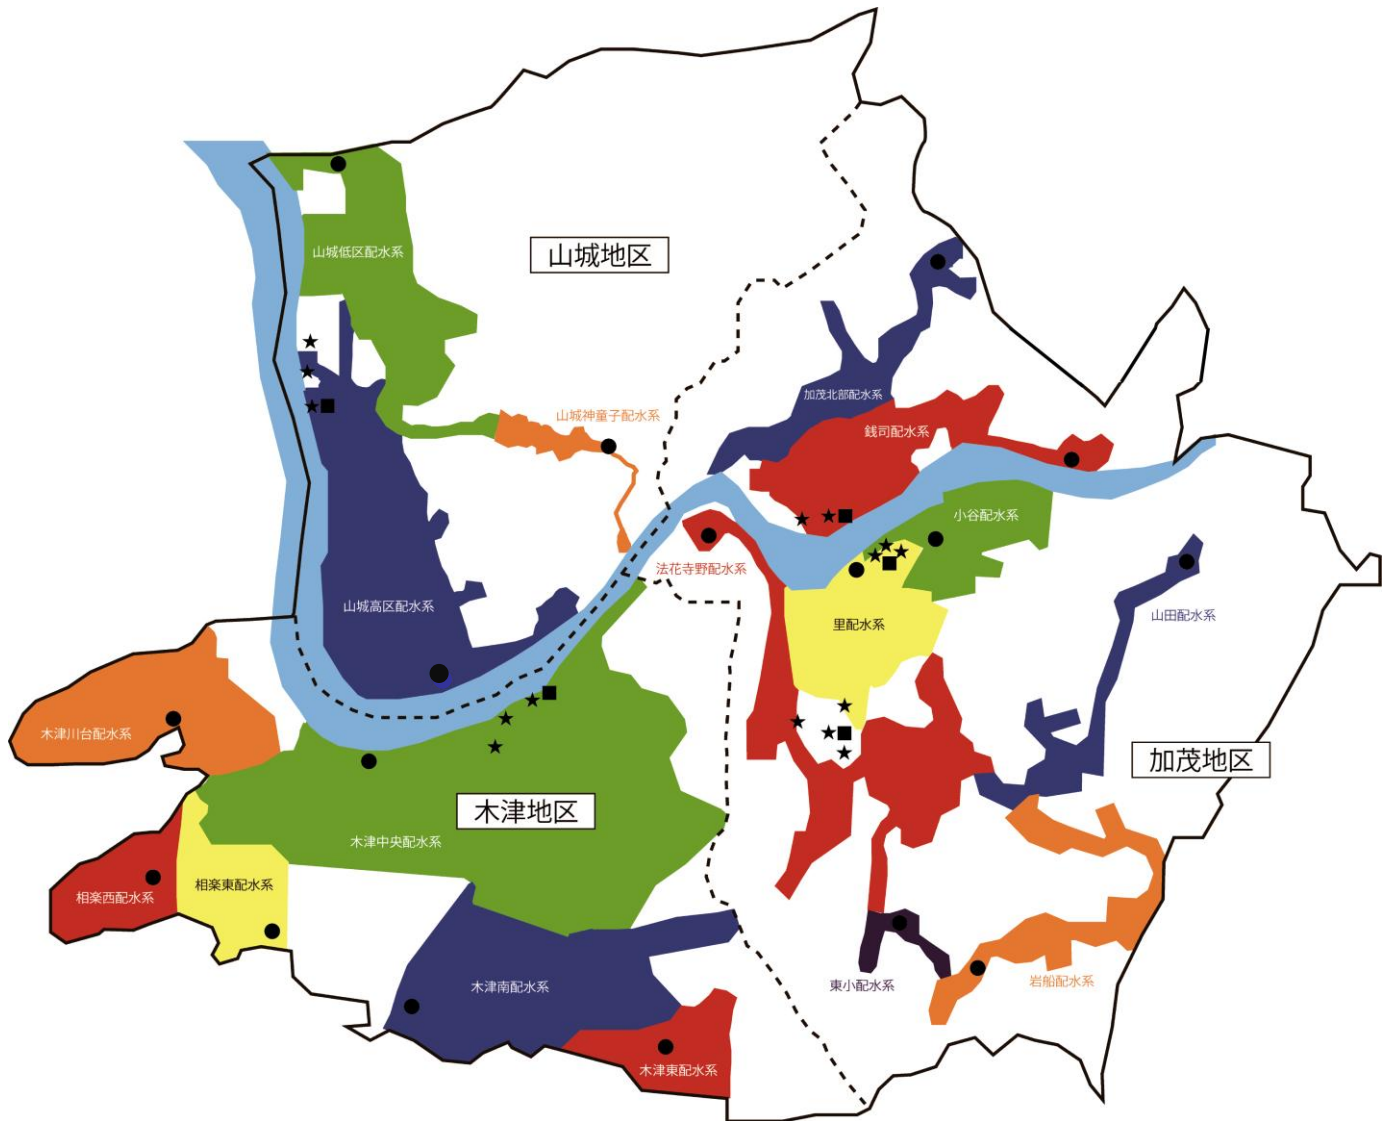 山城低区配水系
山城地区
加茂北部配水系
山城神童子配水系
銭司配水系
小谷配水系
法花寺野配水系
山城高区配水系
里配水系
山田配水系
木津川台配水系
加茂地区
木津地区
木津中央配水系
相楽東配水系
相楽西配水系
木津南配水系
東小配水系
岩船配水系
木津東配水系